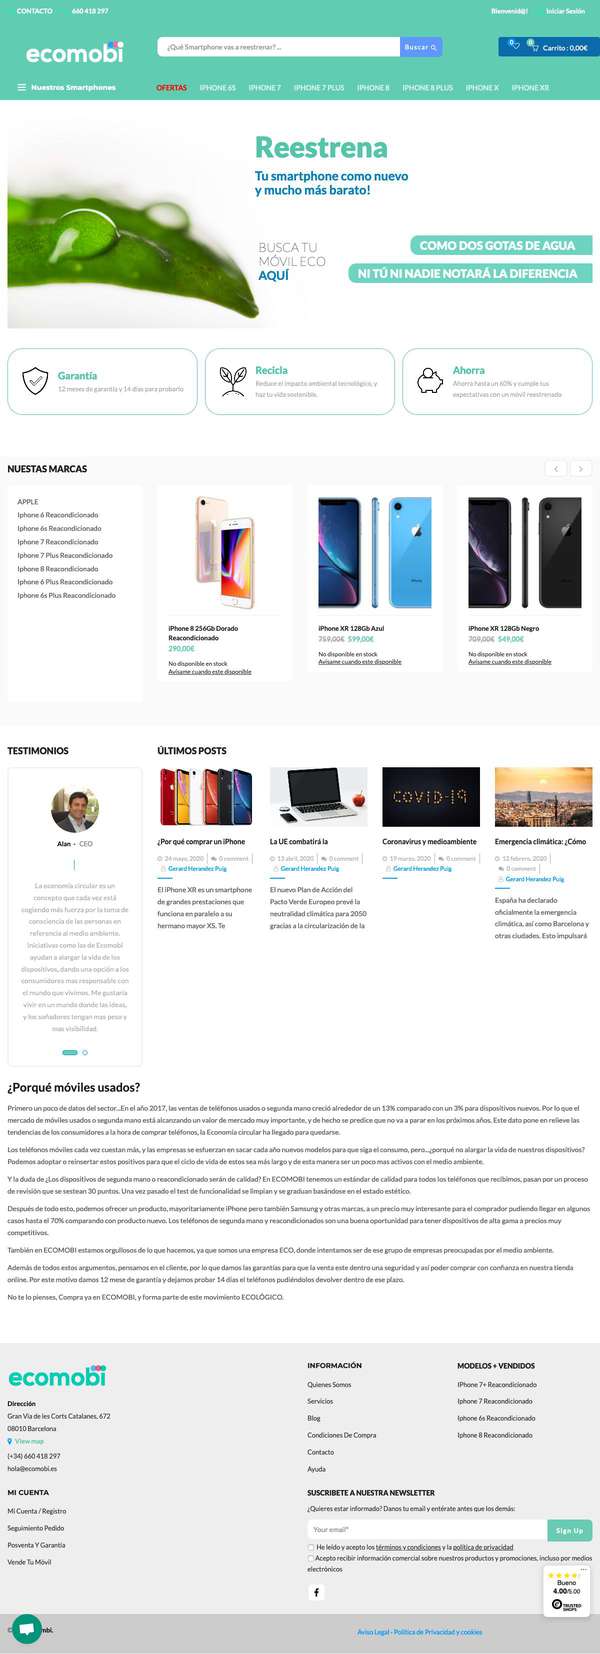 CONTACTO 660 418 297 Bienvenid@! Iniciar Sesión
ecomobi ¿Qué Smartphone vas a reestrenar? ... Buscar 0 0 Carrito : 0,00€
Nuestros Smartphones OFERTAS IPHONE 6S IPHONE 7 IPHONE 7 PLUS IPHONE 8 IPHONE 8 PLUS IPHONE X IPHONE XR
Reestrena
Tu smartphone como nuevo
y mucho más barato!
BUSCA TU
MÓVIL ECO
AQUÍ
COMO DOS GOTAS DE AGUA
NI TÚ NI NADIE NOTARÁ LA DIFERENCIA
Garantía
12 meses de garantía y 14 días para probarlo
Recicla
Reduce el impacto ambiental tecnológico, y
haz tu vida sostenible.
Ahorra
Ahorra hasta un 60% y cumple tus
expectativas con un móvil reestrenado
NUESTAS MARCAS
APPLE
Iphone 6 Reacondicionado
Iphone 6s Reacondicionado
Iphone 7 Reacondicionado
Iphone 7 Plus Reacondicionado
Iphone 8 Reacondicionado
Iphone 6 Plus Reacondicionado
Iphone 6s Plus Reacondicionado
iPhone 8 256Gb Dorado
Reacondicionado
290,00€
No disponible en stock
Avisame cuando este disponible
iPhone XR 128Gb Azul
759,00€ 599,00€
No disponible en stock
Avisame cuando este disponible
iPhone XR 128Gb Negro
709,00€ 549,00€
No disponible en stock
Avisame cuando este disponible
TESTIMONIOS
Alan - CEO
La economía circular es un
concepto que cada vez está
cogiendo más fuerza por la toma de
consciencia de las personas en
referencia al medio ambiente.
Iniciativas como las de Ecomobi
ayudan a alargar la vida de los
dispositivos, dando una opción a los
consumidores mas responsable con
el mundo que vivimos. Me gustaría
vivir en un mundo donde las ideas,
y los soñadores tengan mas peso y
mas visibilidad.
ÚLTIMOS POSTS
¿Por qué comprar un iPhone
24 mayo, 2020 0 comment
Gerard Herandez Puig
El iPhone XR es un smartphone
de grandes prestaciones que
funciona en paralelo a su
hermano mayor XS. Te
La UE combatirá la
13 abril, 2020 0 comment
Gerard Herandez Puig
El nuevo Plan de Acción del
Pacto Verde Europeo prevé la
neutralidad climática para 2050
gracias a la circularización de la
COVID-19
Coronavirus y medioambiente
19 marzo, 2020 0 comment
Gerard Herandez Puig
Emergencia climática: ¿Cómo
12 febrero, 2020
0 comment
Gerard Herandez Puig
España ha declarado
oficialmente la emergencia
climática, así como Barcelona y
otras ciudades. Esto impulsará
¿Porqué móviles usados?
Primero un poco de datos del sector...En el año 2017, las ventas de teléfonos usados o segunda mano creció alrededor de un 13% comparado con un 3% para dispositivos nuevos. Por lo que el
mercado de móviles usados o segunda mano está alcanzando un valor de mercado muy importante, y de hecho se predice que no va a parar en los próximos años. Este dato pone en relieve las
tendencias de los consumidores a la hora de comprar teléfonos, la Economía circular ha llegado para quedarse.
Los teléfonos móviles cada vez cuestan más, y las empresas se esfuerzan en sacar cada año nuevos modelos para que siga el consumo, pero...¿porqué no alargar la vida de nuestros dispositivos?
Podemos adoptar o reinsertar estos positivos para que el ciclo de vida de estos sea más largo y de esta manera ser un poco mas activos con el medio ambiente.
Y la duda de ¿Los dispositivos de segunda mano o reacondicionado serán de calidad? En ECOMOBI tenemos un estándar de calidad para todos los teléfonos que recibimos, pasan por un proceso
de revisión que se sestean 30 puntos. Una vez pasado el test de funcionalidad se limpian y se graduan basándose en el estado estético.
Después de todo esto, podemos ofrecer un producto, mayoritariamente iPhone pero también Samsung y otras marcas, a un precio muy interesante para el comprador pudiendo llegar en algunos
casos hasta el 70% comparando con producto nuevo. Los teléfonos de segunda mano y reacondicionados son una buena oportunidad para tener dispositivos de alta gama a precios muy
competitivos.
También en ECOMOBI estamos orgullosos de lo que hacemos, ya que somos una empresa ECO, donde intentamos ser de ese grupo de empresas preocupadas por el medio ambiente.
Además de todos estos argumentos, pensamos en el cliente, por lo que damos las garantías para que la venta este dentro una seguridad y así poder comprar con confianza en nuestra tienda
online. Por este motivo damos 12 mese de garantía y dejamos probar 14 días el teléfonos pudiéndolos devolver dentro de ese plazo.
No te lo pienses, Compra ya en ECOMOBI, y forma parte de este movimiento ECOLÓGICO.
ecomobi
Dirección
Gran Via de les Corts Catalanes, 672
08010 Barcelona
View map
(+34) 660 418 297
hola@ecomobi.es
INFORMACIÓN
Quienes Somos
Servicios
Blog
Condiciones De Compra
Contacto
Ayuda
MODELOS + VENDIDOS
IPhone 7+ Reacondicionado
Iphone 7 Reacondicionado
Iphone 6s Reacondicionado
Iphone 8 Reacondicionado
MI CUENTA
Mi Cuenta / Registro
Seguimiento Pedido
Posventa Y Garantía
Vende Tu Móvil
SUSCRIBETE A NUESTRA NEWSLETTER
¿Quieres estar informado? Danos tu email y entérate antes que los demás:
Your email* Sign Up
He leído y acepto los términos y condiciones y la política de privacidad
Acepto recibir información comercial sobre nuestros productos y promociones, incluso por medios
electrónicos
Bueno
4.00/5.00
TRUSTED
SHOPS
© mbi. Aviso Legal - Política de Privacidad y cookies